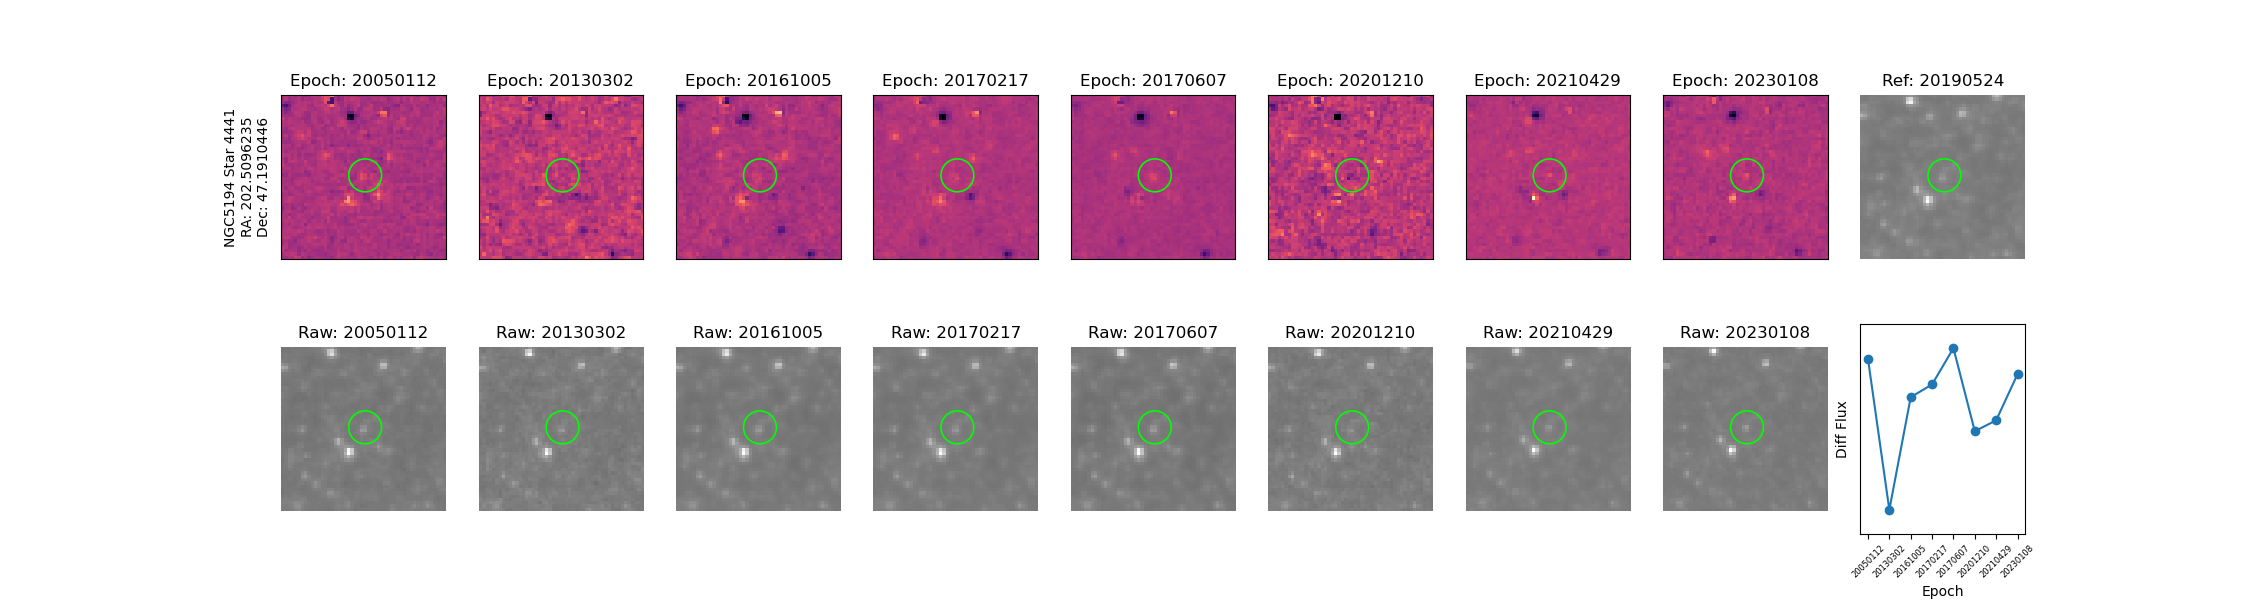 NGC5194 Star 4441
RA: 202.5096235
Dec: 47.1910446
Epoch: 20050112
Epoch: 20130302
Epoch: 20161005
Epoch: 20170217
Epoch: 20170607
Epoch: 20201210
Epoch: 20210429
Epoch: 20230108
Ref: 20190524
Raw: 20050112
Raw: 20130302
Raw: 20161005
Raw: 20170217
Raw: 20170607
Raw: 20201210
Raw: 20210429
Raw: 20230108
Diff Flux
20050112
20130302
20161005
20170217
20170607
20201210
20210429
20230108
Epoch